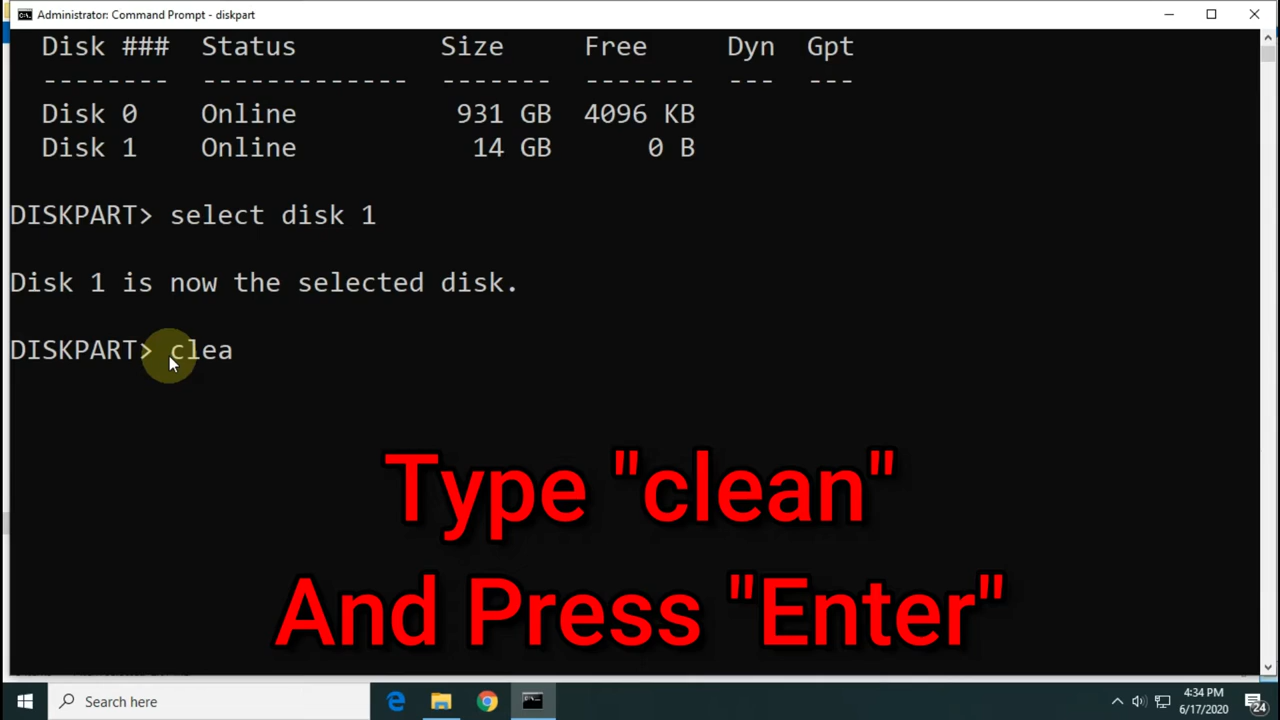 Administrator: Command Prompt - diskpart
Disk ### Status Size Free Dyn Gpt
-------- ------------- ------- ------- --- ---
Disk 0 Online 931 GB 4096 KB
Disk 1 Online 14 GB 0 B
DISKPART> select disk 1
Disk 1 is now the selected disk.
DISKPART> clea
Type "clean"
And Press "Enter"
Search here
4:34 PM
6/17/2020
24